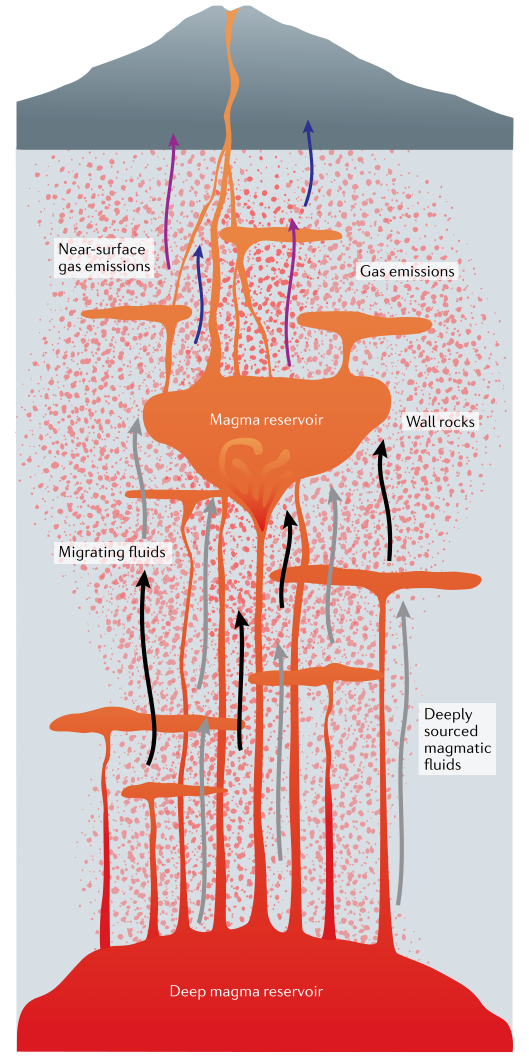 Near-surface
gas emissions
Gas emissions
Magma reservoir
Wall rocks
Migrating fluids
Deeply
sourced
magmatic
fluids
Deep magma reservoir